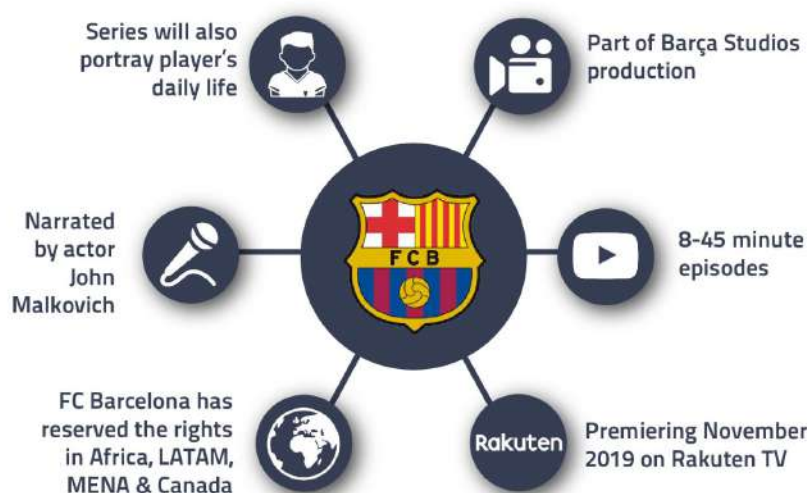 Series will also
portray player's
daily life
Part of Barça Studios
production
Narrated
by actor
John
Malkovich
FCB
8-45 minute
episodes
FC Barcelona has
reserved the rights
in Africa, LATAM,
MENA & Canada
Rakuten
Premiering November
2019 on Rakuten TV